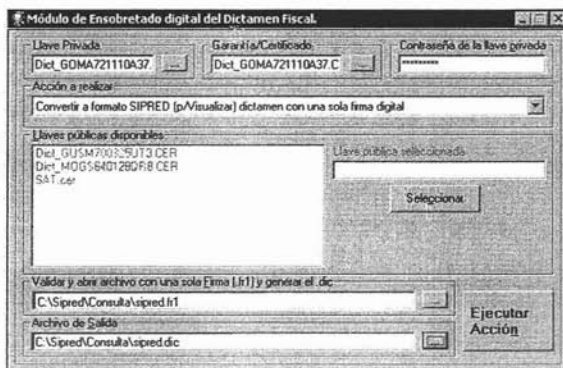 Módulo de Ensobretado digital del Dictamen Fiscal.
Llave Privada
Garantía/Certificado
Contraseña de la llave privada
Dict_GOMA721110A37.
...
Dict_GOMA721110A37.C
...
*********
Acción a realizar
Convertir a formato SIPRED (p/Visualizar) dictamen con una sola firma digital
Llaves públicas disponibles
Dict_GUSM700325UT3.CER
SAT.cer
Llave pública seleccionada
Seleccionar
Validar y abrir archivo con una sola Firma (.fr1) y generar el .dic
C:\Sipred\Consulta\sipred.fr1
...
Archivo de Salida
C:\Sipred\Consulta\sipred.dic
...
Ejecutar
Acción